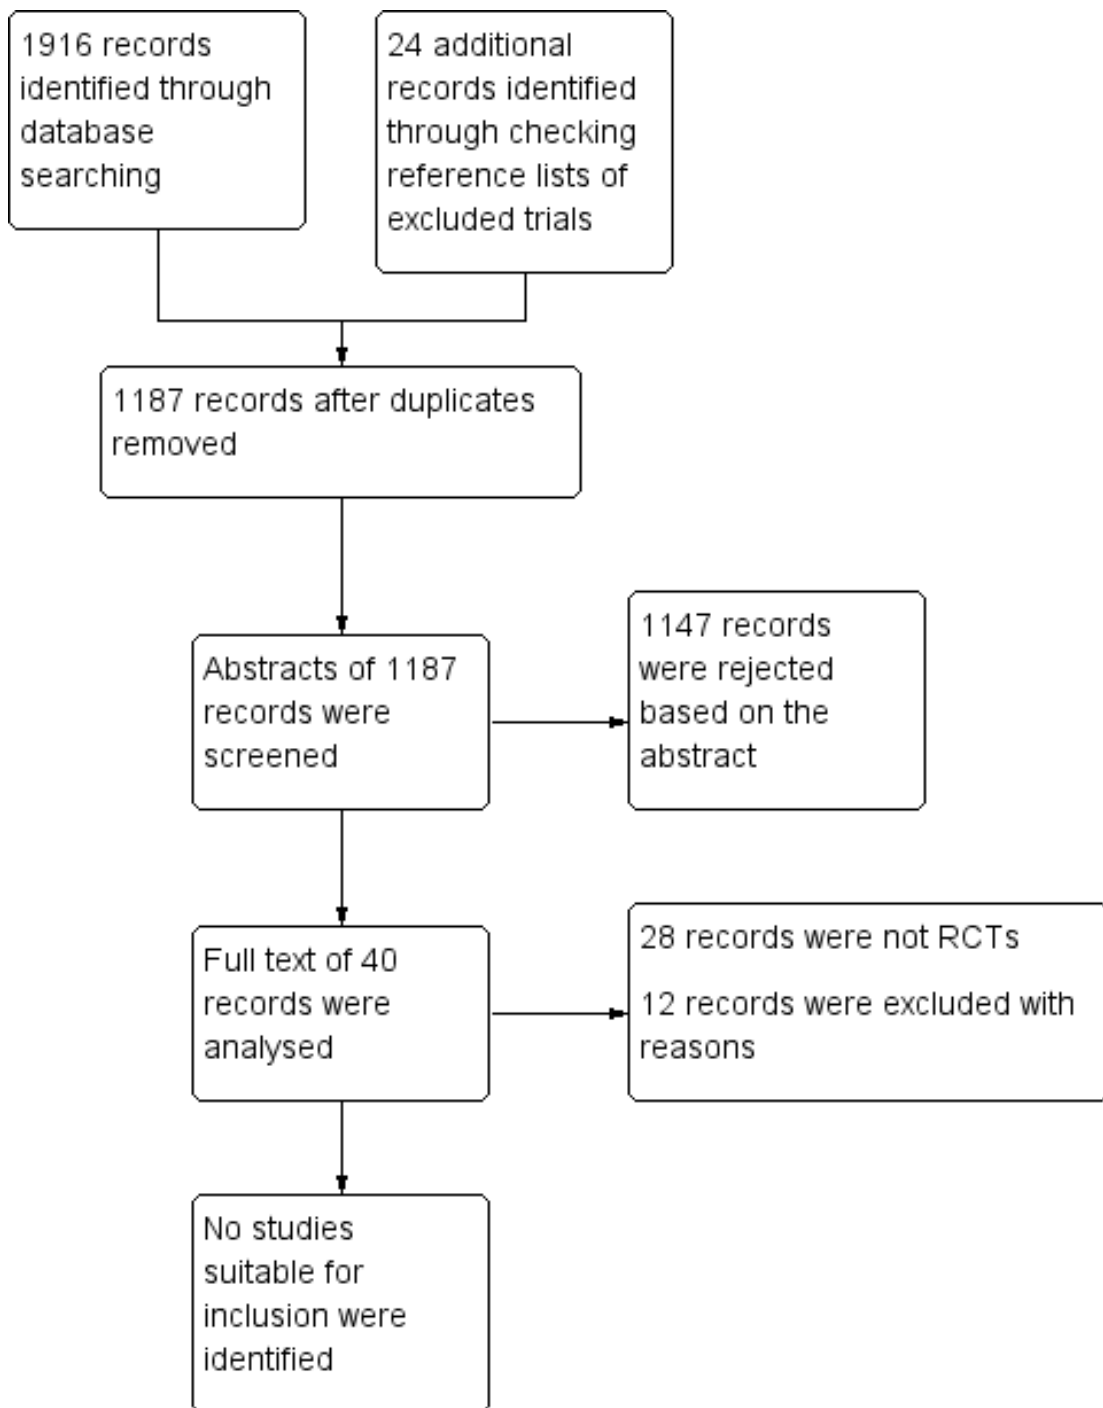 1916 records
identified through
database
searching
24 additional
records identified
through checking
reference lists of
excluded trials
1187 records after duplicates
removed
Abstracts of 1187
records were
screened
1147 records
were rejected
based on the
abstract
Full text of 40
records were
analysed
28 records were not RCTs
12 records were excluded with
reasons
No studies
suitable for
inclusion were
identified